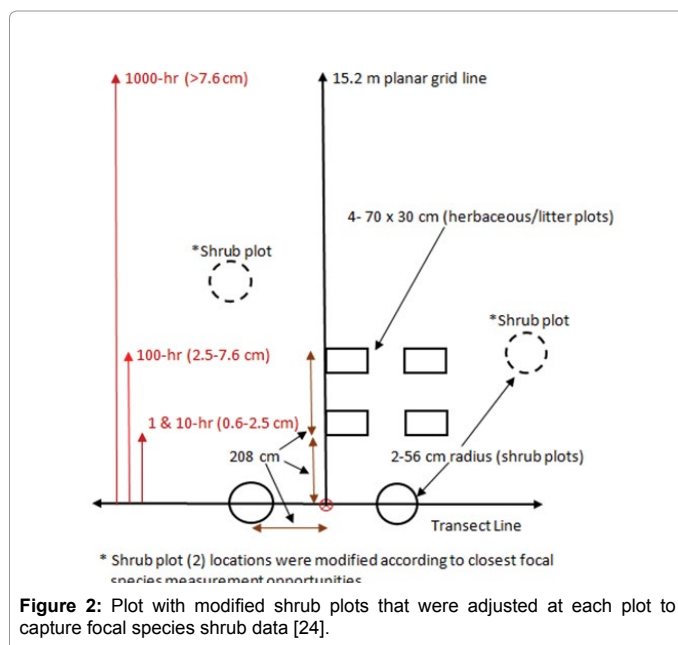 1000-hr (>7.6 cm)
15.2 m planar grid line
4- 70 x 30 cm (herbaceous/litter plots)
*Shrub plot
*Shrub plot
100-hr (2.5-7.6 cm)
1 & 10-hr (0.6-2.5 cm)
208 cm
2-56 cm radius (shrub plots)
Transect Line
* Shrub plot (2) locations were modified according to closest focal
species measurement opportunities
Figure 2: Plot with modified shrub plots that were adjusted at each plot to
capture focal species shrub data [24].